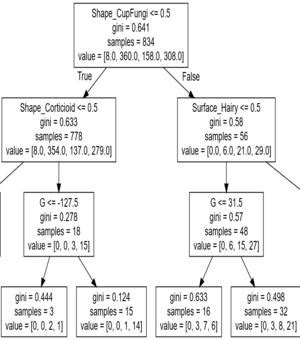 Shape_CupFungi <= 0.5
gini = 0.641
samples = 834
value = [8.0, 360.0, 158.0, 308.0]
True
False
Shape_Corticioid <= 0.5
gini = 0.633
samples = 778
value = [8.0, 354.0, 137.0, 279.0]
Surface_Hairy <= 0.5
gini = 0.58
samples = 56
value = [0.0, 6.0, 21.0, 29.0]
G <= -127.5
gini = 0.278
samples = 18
value = [0, 0, 3, 15]
G <= 31.5
gini = 0.57
samples = 48
value = [0, 6, 15, 27]
gini = 0.444
samples = 3
value = [0, 0, 2, 1]
gini = 0.124
samples = 15
value = [0, 0, 1, 14]
gini = 0.633
samples = 16
value = [0, 3, 7, 6]
gini = 0.498
samples = 32
value = [0, 3, 8, 21]